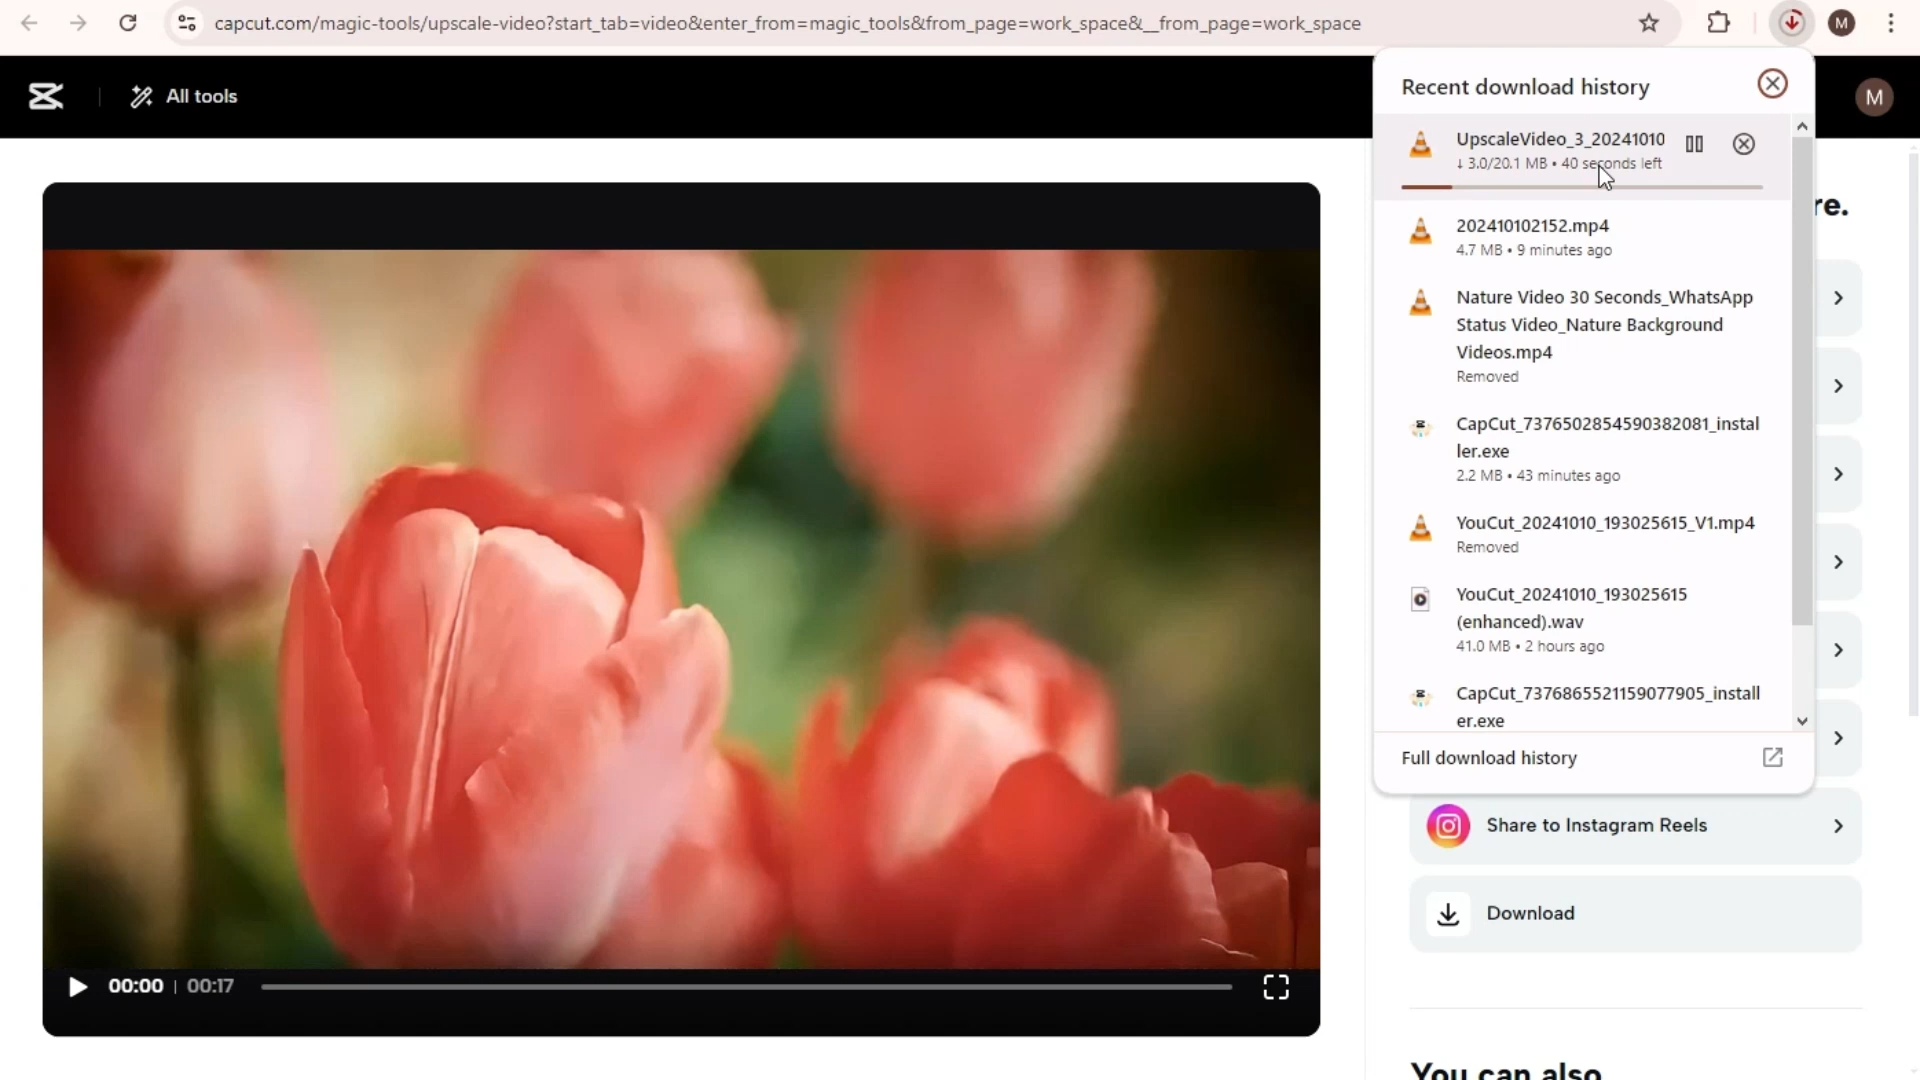 capcut.com/magic-tools/upscale-video?start_tab=video&enter_from=magic_tools&from_page=work_space&__from_page=work_space
M
All tools
M
Recent download history
UpscaleVideo_3_20241010
↓ 3.0/20.1 MB • 40 seconds left
202410102152.mp4
4.7 MB • 9 minutes ago
Nature Video 30 Seconds_WhatsApp
Status Video_Nature Background
Videos.mp4
Removed
CapCut_7376502854590382081_instal
ler.exe
2.2 MB • 43 minutes ago
YouCut_20241010_193025615_V1.mp4
Removed
YouCut_20241010_193025615
(enhanced).wav
41.0 MB • 2 hours ago
CapCut_7376865521159077905_install
er.exe
Full download history
re.
Share to Instagram Reels
Download
00:00 | 00:17
You can also